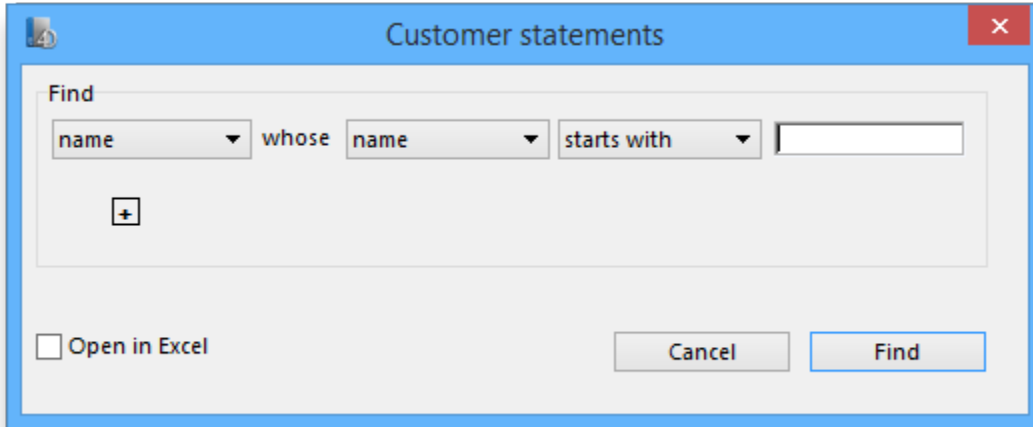 Customer statements
Find
name whose name starts with
+
Open in Excel
Cancel Find